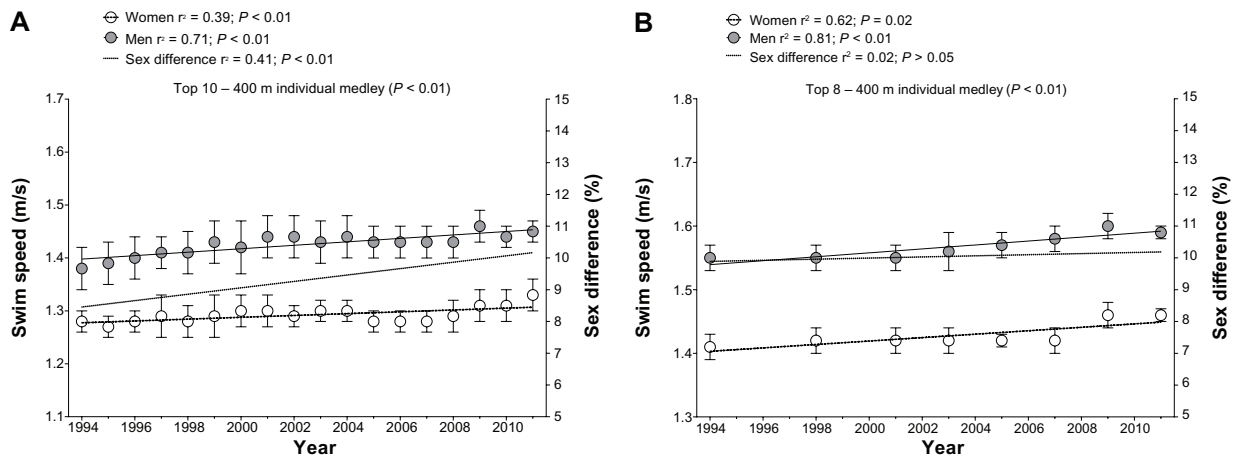 A
Women r² = 0.39; P < 0.01
Men r² = 0.71; P < 0.01
Sex difference r² = 0.41; P < 0.01
Top 10 – 400 m individual medley (P < 0.01)
1.7
1.6
1.5
1.4
1.3
1.2
1.1
Swim speed (m/s)
15
14
13
12
11
10
9
8
7
6
5
Sex difference (%)
1994 1996 1998 2000 2002 2004 2006 2008 2010
Year
B
Women r² = 0.62; P = 0.02
Men r² = 0.81; P < 0.01
Sex difference r² = 0.02; P > 0.05
Top 8 – 400 m individual medley (P < 0.01)
1.8
1.7
1.6
1.5
1.4
1.3
Swim speed (m/s)
15
14
13
12
11
10
9
8
7
6
5
Sex difference (%)
1994 1996 1998 2000 2002 2004 2006 2008 2010
Year